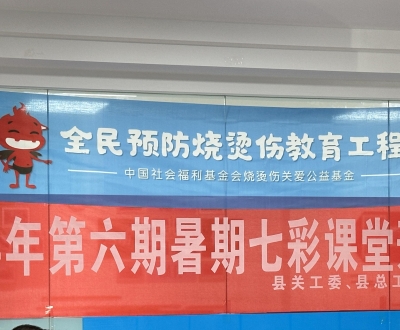 全民预防烧烫伤教育工程
中国社会福利基金会烧烫伤关爱公益基金
年第六期暑期七彩课堂
县关工委、县总工